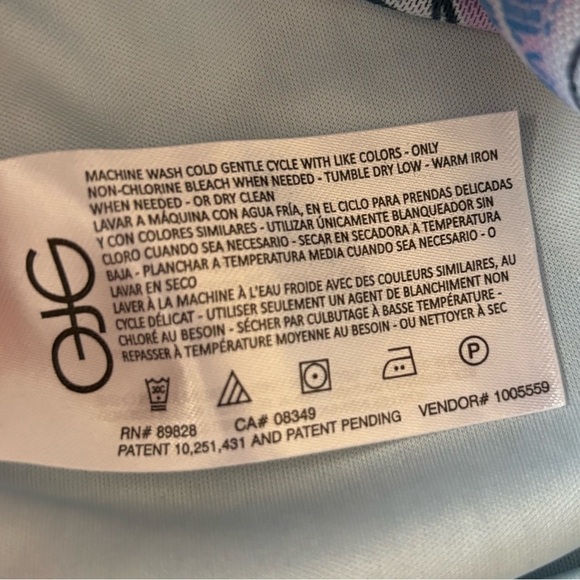 MACHINE WASH COLD GENTLE CYCLE WITH LIKE COLORS - ONLY
NON-CHLORINE BLEACH WHEN NEEDED - TUMBLE DRY LOW - WARM IRON
WHEN NEEDED - OR DRY CLEAN
LAVAR A MÁQUINA CON AGUA FRÍA, EN EL CICLO PARA PRENDAS DELICADAS
Y CON COLORES SIMILARES - UTILIZAR ÚNICAMENTE BLANQUEADOR SIN
CLORO CUANDO SEA NECESARIO - SECAR EN SECADORA A TEMPERATURA
BAJA - PLANCHAR A TEMPERATURA MEDIA CUANDO SEA NECESARIO - O
LAVAR EN SECO
LAVER À LA MACHINE À L'EAU FROIDE AVEC DES COULEURS SIMILAIRES, AU
CYCLE DÉLICAT - UTILISER SEULEMENT UN AGENT DE BLANCHIMENT NON
CHLORÉ AU BESOIN - SÉCHER PAR CULBUTAGE À BASSE TEMPÉRATURE -
REPASSER À TEMPÉRATURE MOYENNE AU BESOIN - OU NETTOYER À SEC
P
RN# 89828 CA# 08349 VENDOR# 1005559
PATENT 10,251,431 AND PATENT PENDING